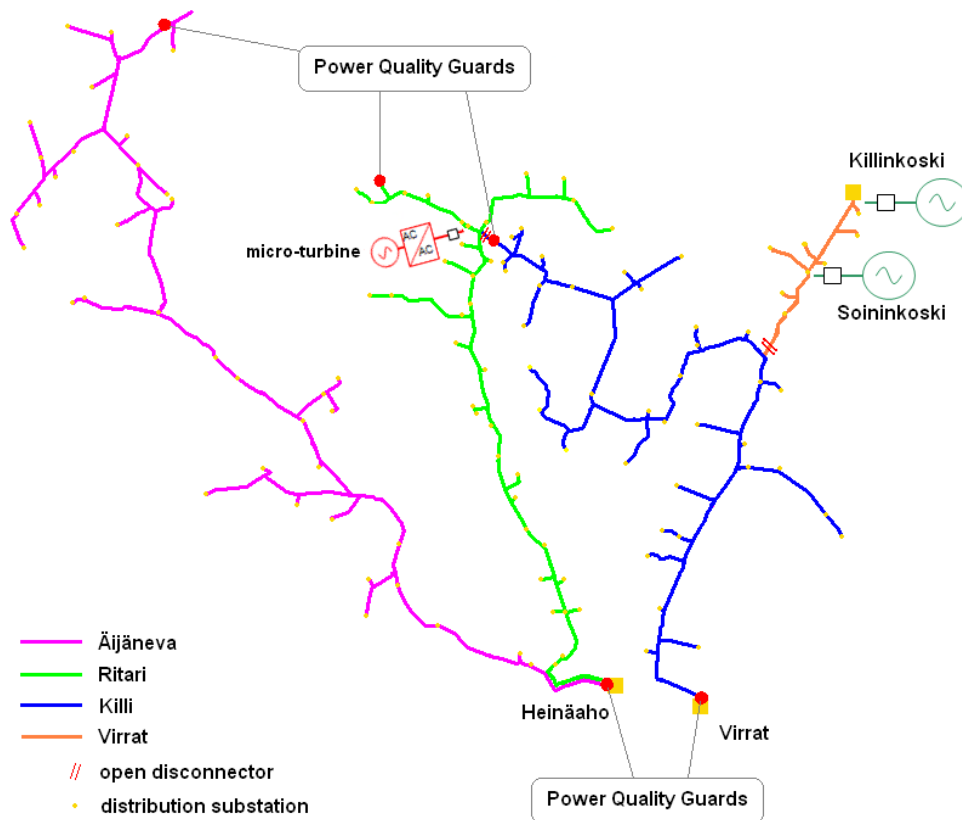 Power Quality Guards
Killinkoski
AC
AC
micro-turbine
Soininkoski
Äijäneva
Ritari
Killi
Virrat
Heinäaho
Virrat
open disconnector
distribution substation
Power Quality Guards